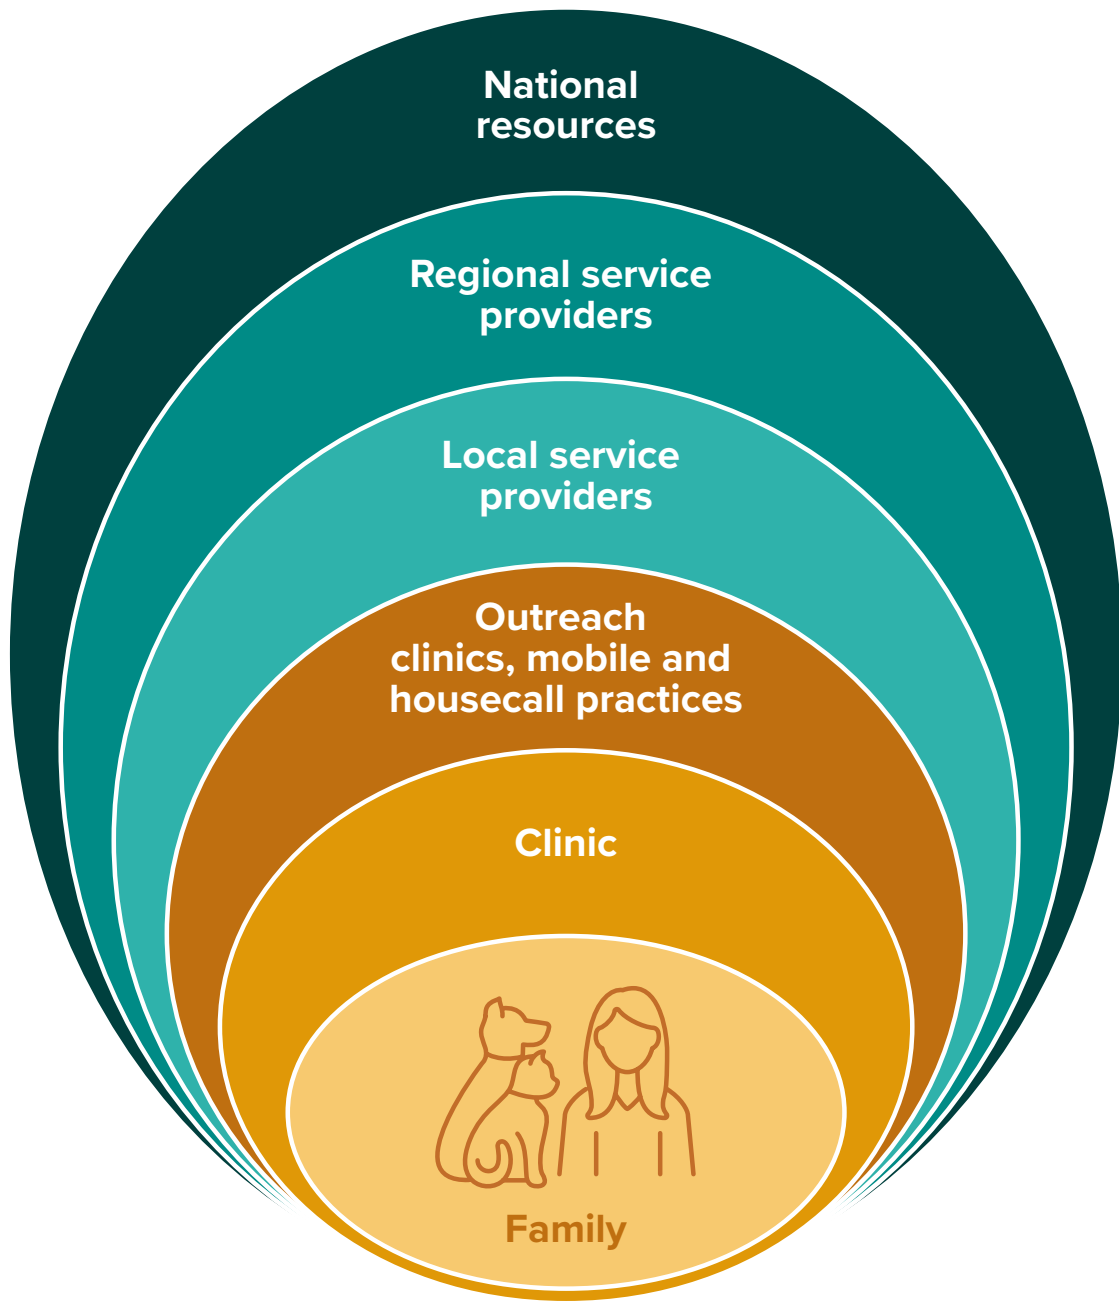 National
resources
Regional service
providers
Local service
providers
Outreach
clinics, mobile and
housecall practices
Clinic
Family